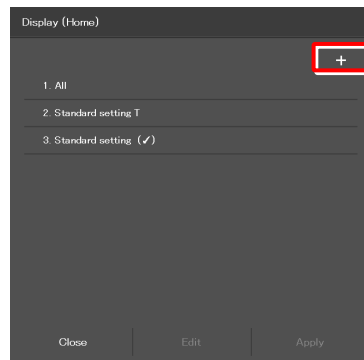 Display (Home)
+
1. All
2. Standard setting T
3. Standard setting (✓)
Close Edit Apply